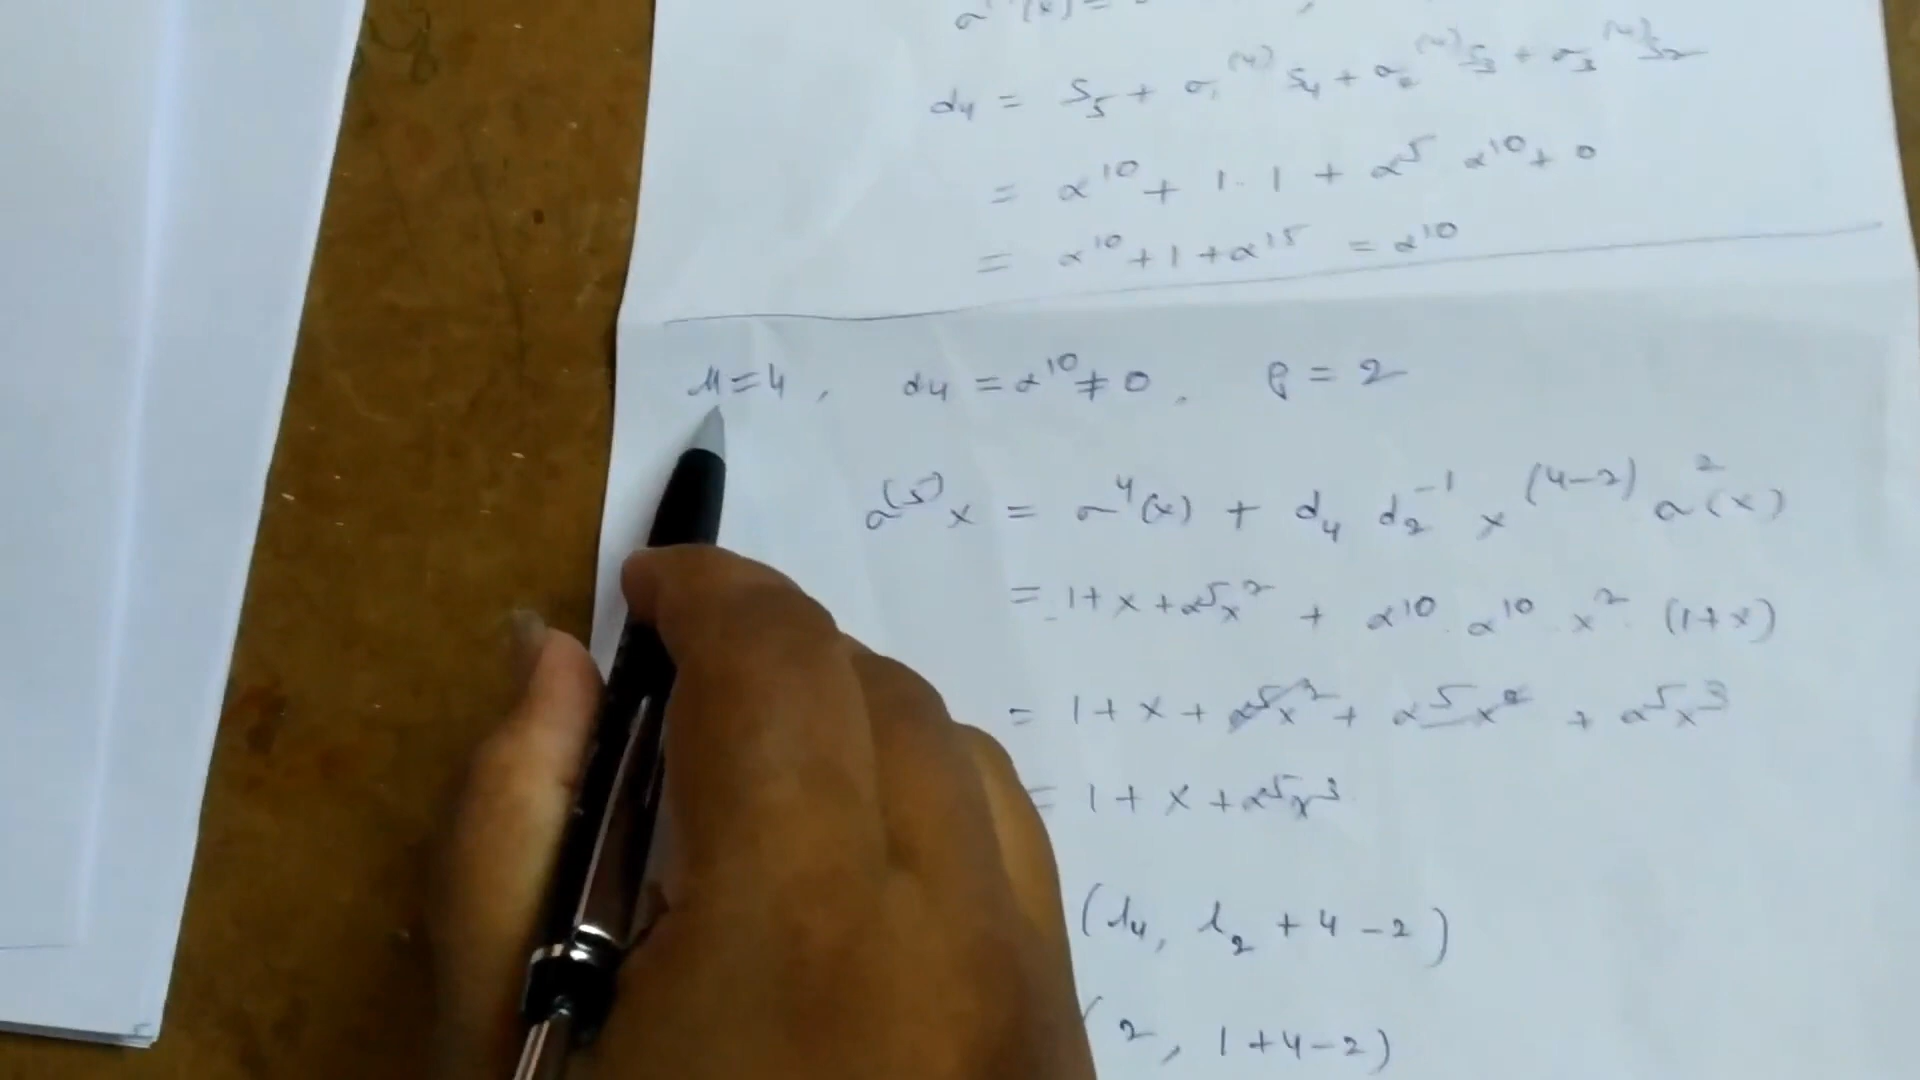 d₄ = S₅ + σ₁⁽⁴⁾ S₄ + σ₂⁽⁴⁾ S₃ + σ₃⁽⁴⁾ S₂
= α¹⁰ + 1·1 + α⁵ α¹⁰ + 0
= α¹⁰ + 1 + α¹⁵ = α¹⁰
μ = 4, d₄ = α¹⁰ ≠ 0, ρ = 2
σ⁽⁵⁾x = σ⁴(x) + d₄ d₂⁻¹ x⁽⁴⁻²⁾ σ²(x)
= 1 + x + α⁵x² + α¹⁰ · α¹⁰ x² · (1+x)
= 1 + x + α⁵x² + α⁵x² + α⁵x³
= 1 + x + α⁵x³
(l₄, l₂ + 4 - 2)
(2, 1 + 4 - 2)